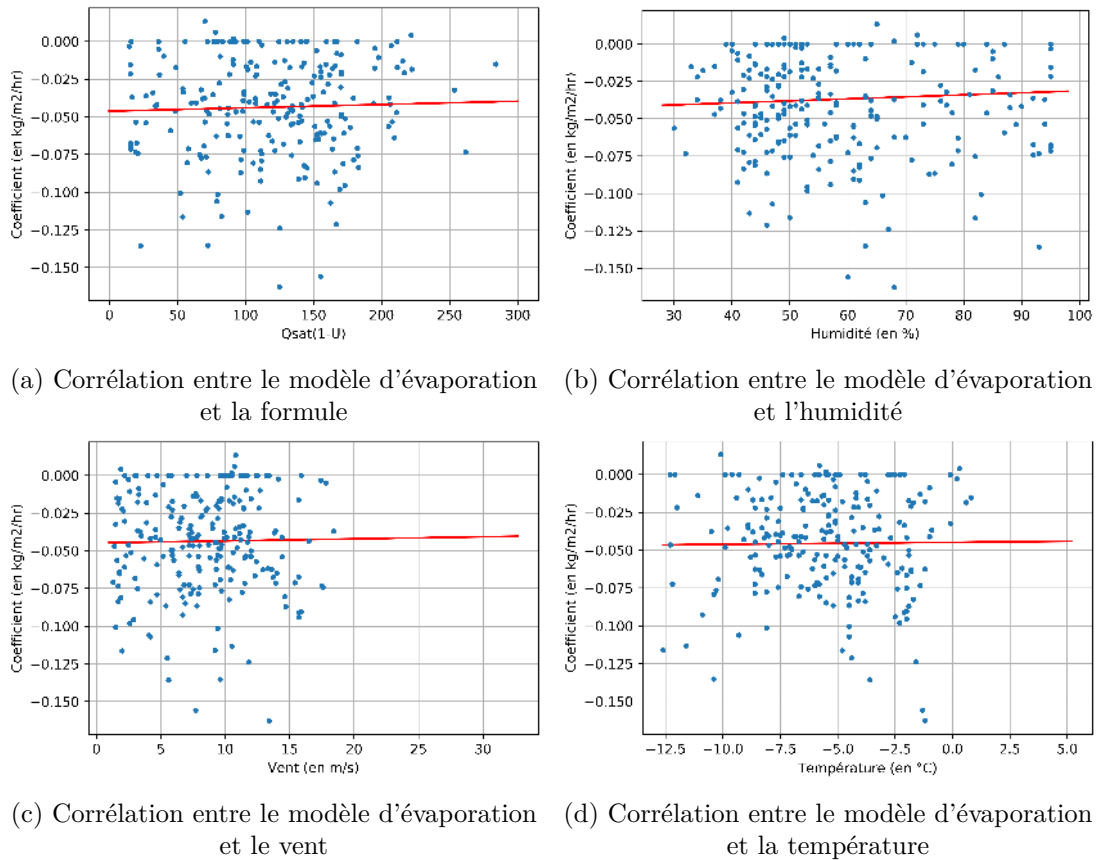 0.000
−0.025
−0.050
−0.075
−0.100
−0.125
−0.150
Coefficient (en kg/m2/hr)
0 50 100 150 200 250 300
Qsat(1-U)
(a) Corrélation entre le modèle d'évaporation
et la formule
0.000
−0.025
−0.050
−0.075
−0.100
−0.125
−0.150
Coefficient (en kg/m2/hr)
30 40 50 60 70 80 90 100
Humidité (en %)
(b) Corrélation entre le modèle d'évaporation
et l'humidité
0.000
−0.025
−0.050
−0.075
−0.100
−0.125
−0.150
Coefficient (en kg/m2/hr)
0 5 10 15 20 25 30
Vent (en m/s)
(c) Corrélation entre le modèle d'évaporation
et le vent
0.000
−0.025
−0.050
−0.075
−0.100
−0.125
−0.150
Coefficient (en kg/m2/hr)
−12.5 −10.0 −7.5 −5.0 −2.5 0.0 2.5 5.0
Température (en °C)
(d) Corrélation entre le modèle d'évaporation
et la température